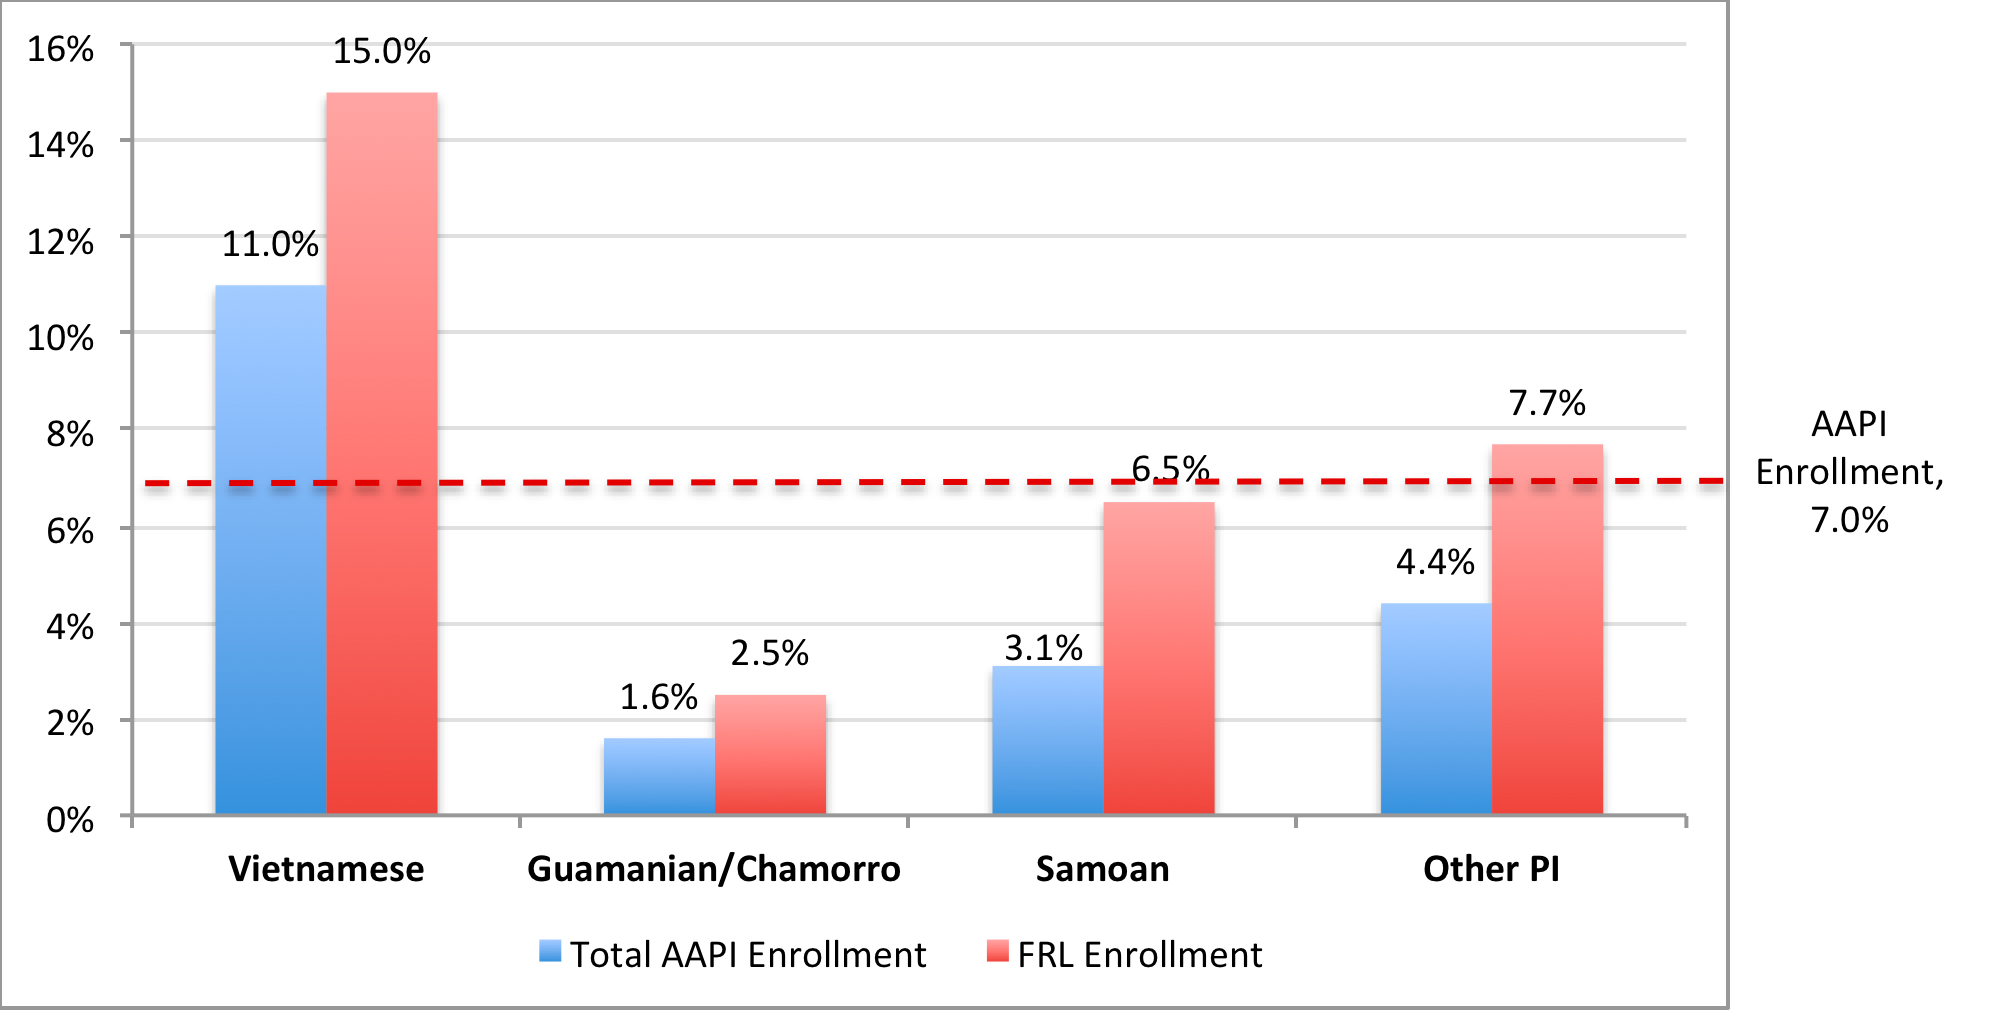 16%
14%
12%
10%
8%
6%
4%
2%
0%
11.0%
15.0%
1.6%
2.5%
3.1%
6.5%
4.4%
7.7%
AAPI
Enrollment,
7.0%
Vietnamese
Guamanian/Chamorro
Samoan
Other PI
Total AAPI Enrollment
FRL Enrollment